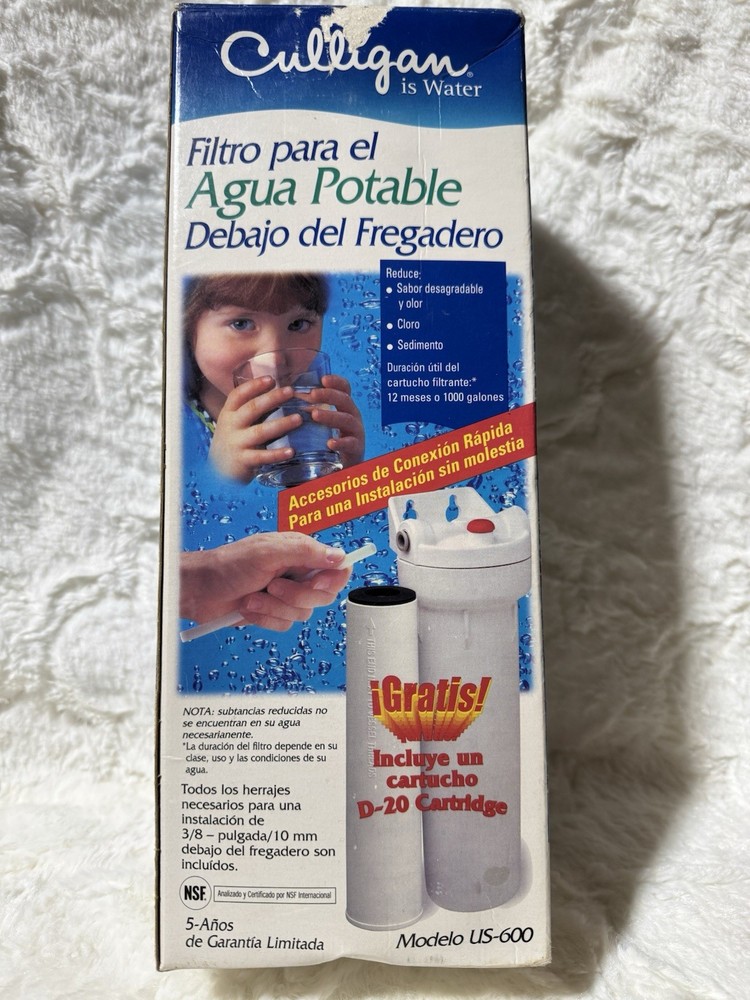 Culligan®
is Water
Filtro para el
Agua Potable
Debajo del Fregadero
Reduce:
• Sabor desagradable
y olor
• Cloro
• Sedimento
Duración útil del
cartucho filtrante:*
12 meses o 1000 galones
Accesorios de Conexión Rápida
Para una Instalación sin molestia
¡Gratis!
Incluye un
cartucho
D-20 Cartridge
NOTA: subtancias reducidas no
se encuentran en su agua
necesariamente.
*La duración del filtro depende en su
clase, uso y las condiciones de su
agua.
Todos los herrajes
necesarios para una
instalación de
3/8 – pulgada/10 mm
debajo del fregadero son
incluídos.
NSF
Analizado y Certificado por NSF Internacional
5-Años
de Garantía Limitada
Modelo US-600